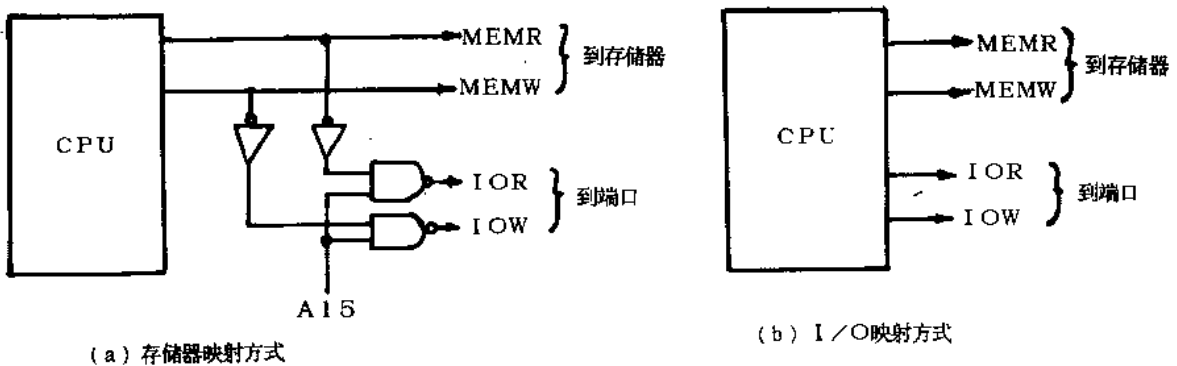 CPU
MEMR
MEMW
到存储器
IOR
IOW
到端口
A15
(a) 存储器映射方式
CPU
MEMR
MEMW
到存储器
IOR
IOW
到端口
(b) I/O映射方式